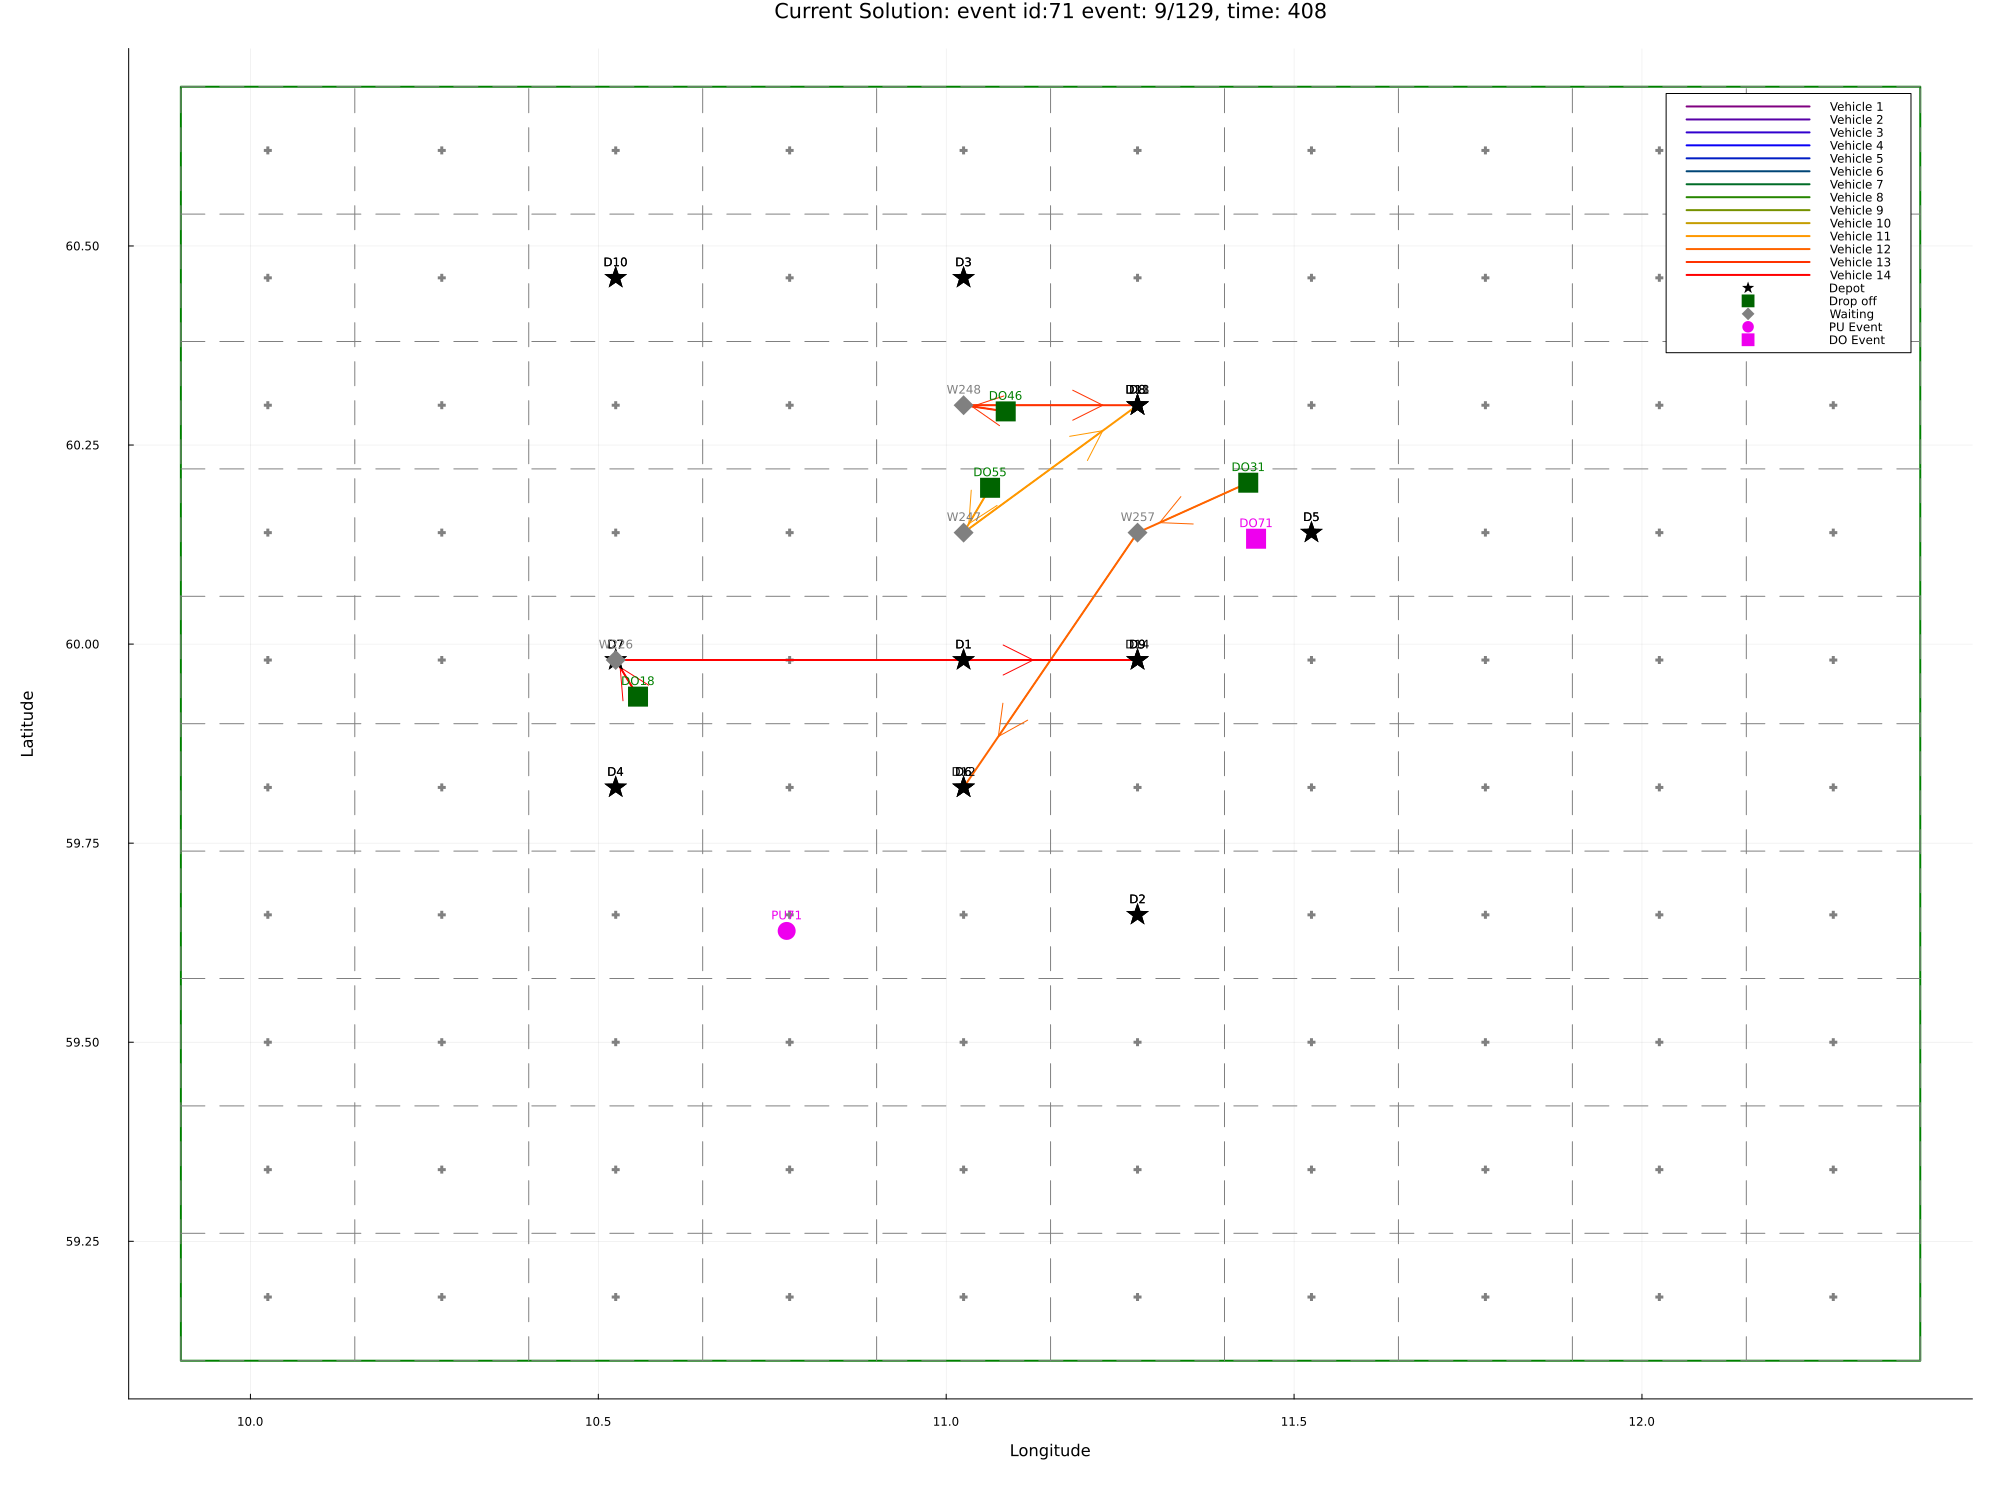 Current Solution: event id:71 event: 9/129, time: 408
Vehicle 1
Vehicle 2
Vehicle 3
Vehicle 4
Vehicle 5
Vehicle 6
Vehicle 7
Vehicle 8
Vehicle 9
Vehicle 10
Vehicle 11
Vehicle 12
Vehicle 13
Vehicle 14
Depot
Drop off
Waiting
PU Event
DO Event
60.50
60.25
60.00
59.75
59.50
59.25
Latitude
D10
D3
W248
DO46
DO55
DO31
W247
W257
DO71
D5
D7
D1
DO18
D4
D2
PU71
10.0
10.5
11.0
11.5
12.0
Longitude